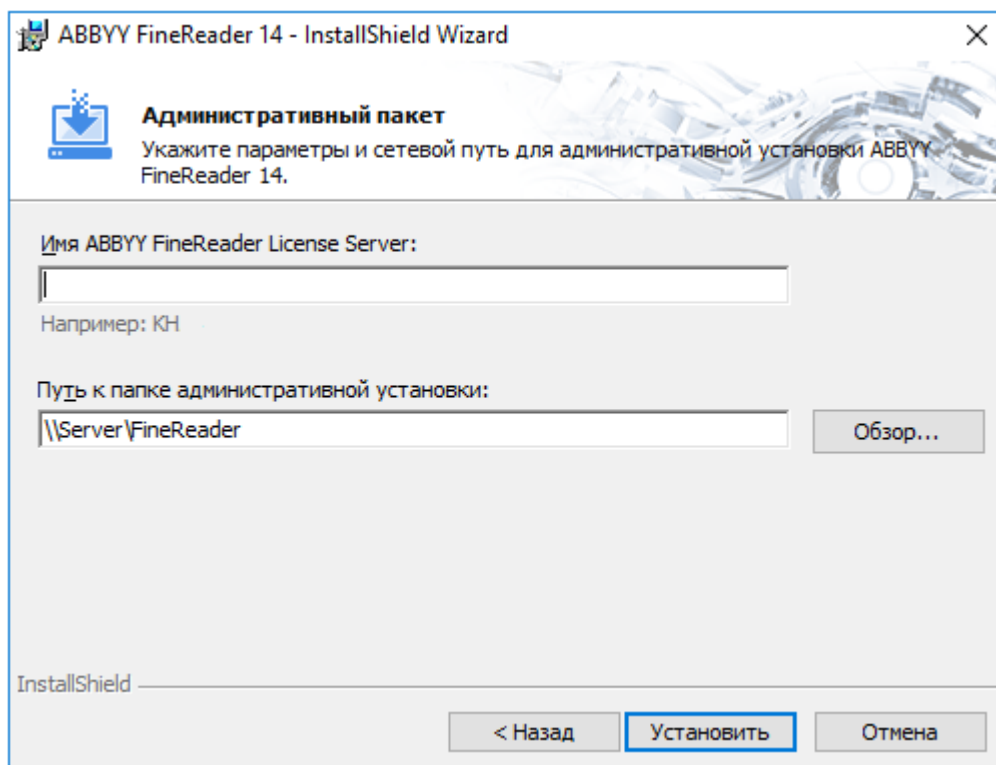 ABBYY FineReader 14 - InstallShield Wizard
Административный пакет
Укажите параметры и сетевой путь для административной установки ABBYY
FineReader 14.
Имя ABBYY FineReader License Server:
Например: KH
Путь к папке административной установки:
\\Server\FineReader
Обзор...
InstallShield
< Назад
Установить
Отмена